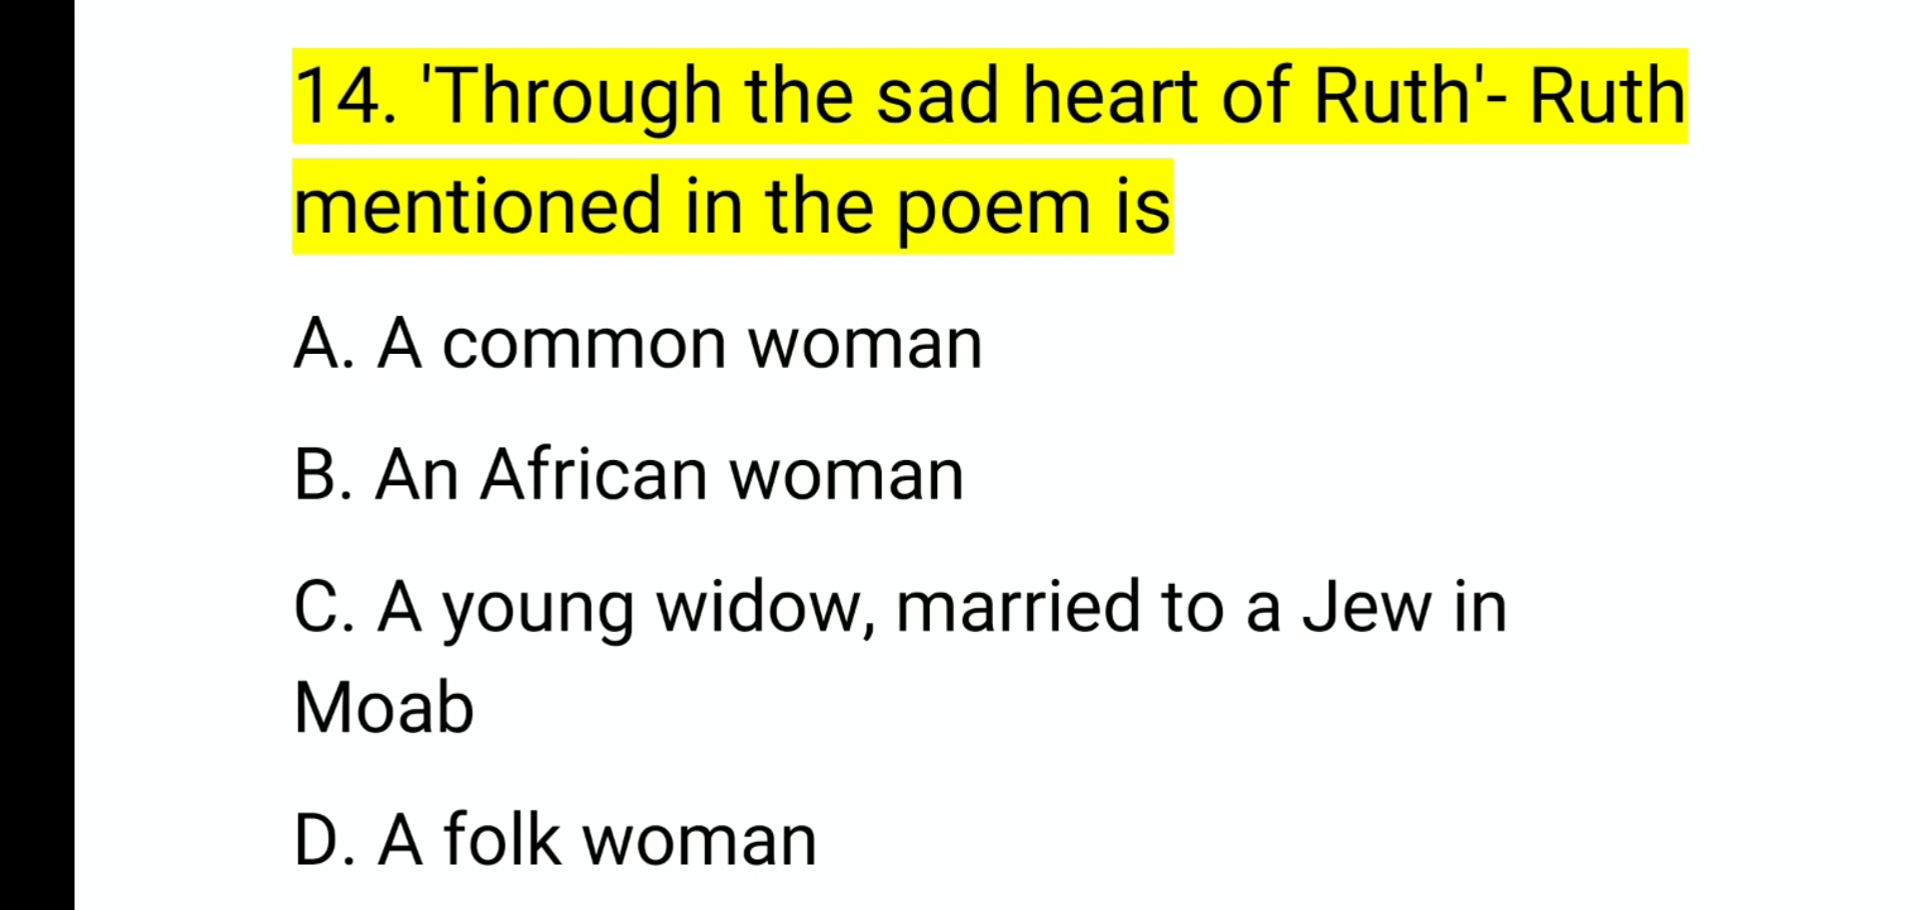 14. 'Through the sad heart of Ruth'- Ruth
mentioned in the poem is
A. A common woman
B. An African woman
C. A young widow, married to a Jew in
Moab
D. A folk woman